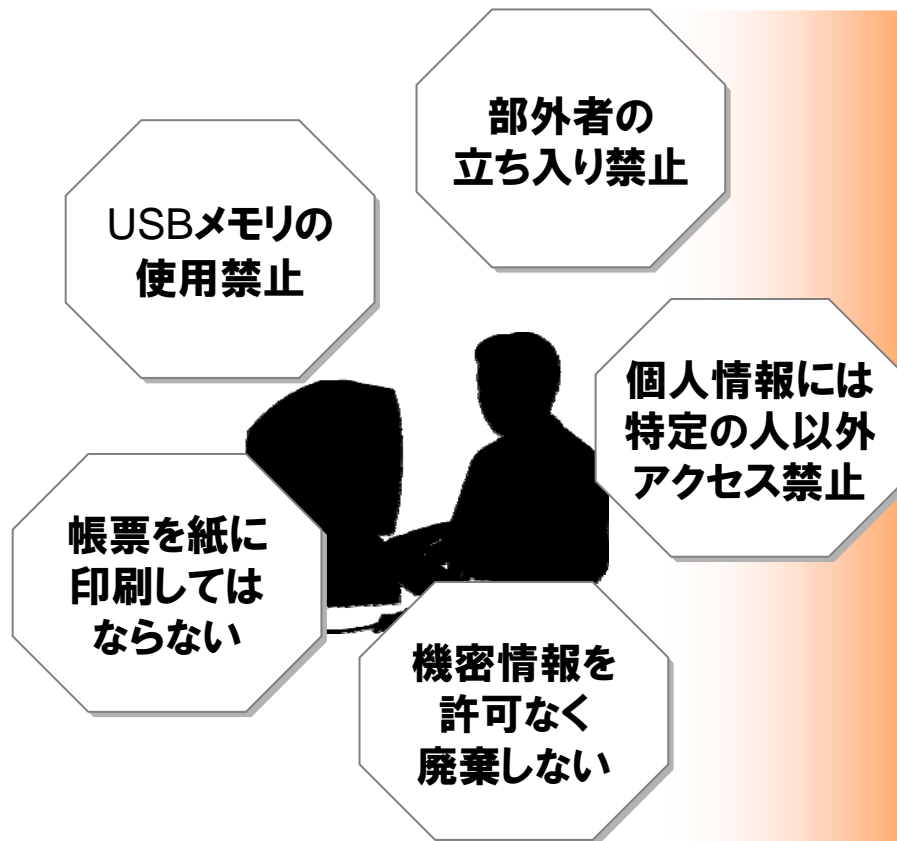 部外者の
立ち入り禁止
USBメモリの
使用禁止
個人情報には
特定の人以外
アクセス禁止
帳票を紙に
印刷しては
ならない
機密情報を
許可なく
廃棄しない